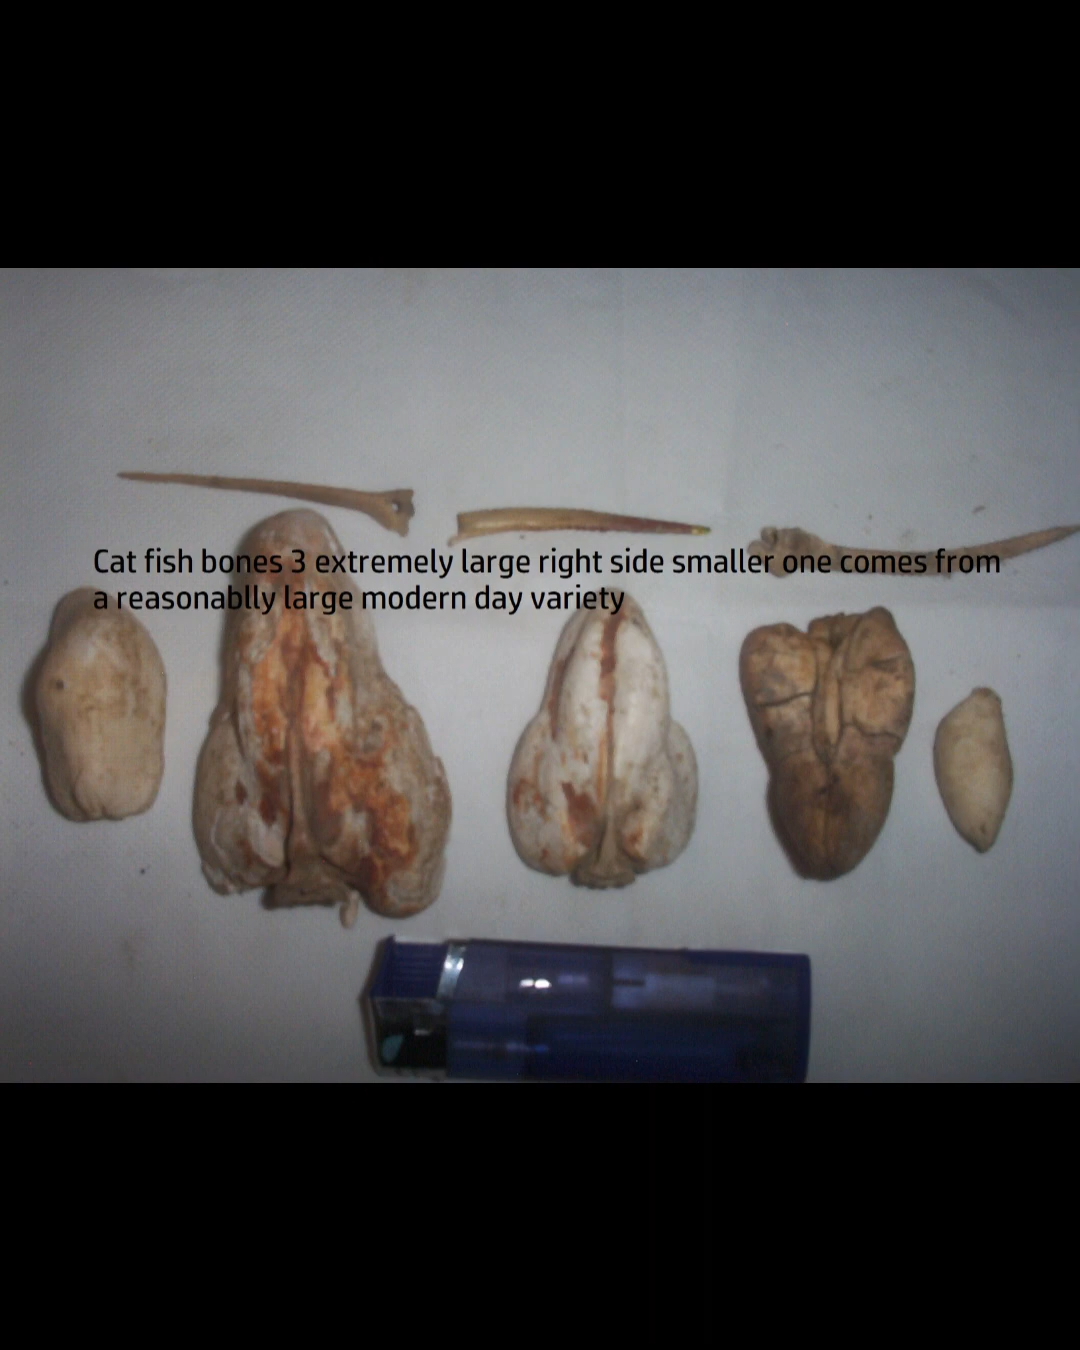 Cat fish bones 3 extremely large right side smaller one comes from
a reasonablly large modern day variety